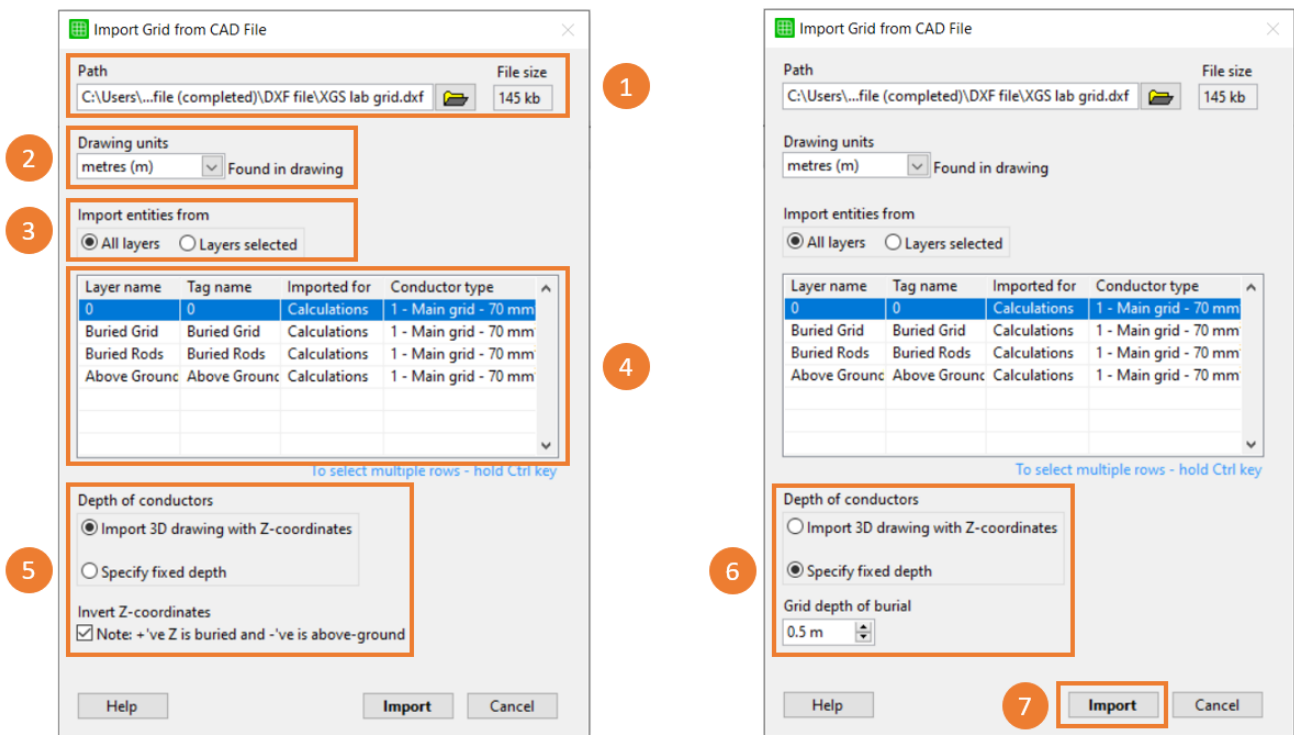 Import Grid from CAD File
Path
File size
C:\Users\...file (completed)\DXF file\XGS lab grid.dxf
145 kb
1
2
Drawing units
metres (m)
Found in drawing
3
Import entities from
All layers
Layers selected
Layer name Tag name Imported for Conductor type
0 0 Calculations 1 - Main grid - 70 mm
Buried Grid Buried Grid Calculations 1 - Main grid - 70 mm
Buried Rods Buried Rods Calculations 1 - Main grid - 70 mm
Above Ground Above Ground Calculations 1 - Main grid - 70 mm
4
To select multiple rows - hold Ctrl key
Depth of conductors
Import 3D drawing with Z-coordinates
5
Specify fixed depth
Invert Z-coordinates
Note: +'ve Z is buried and -'ve is above-ground
Help Import Cancel
Import Grid from CAD File
Path
File size
C:\Users\...file (completed)\DXF file\XGS lab grid.dxf
145 kb
Drawing units
metres (m)
Found in drawing
Import entities from
All layers
Layers selected
Layer name Tag name Imported for Conductor type
0 0 Calculations 1 - Main grid - 70 mm
Buried Grid Buried Grid Calculations 1 - Main grid - 70 mm
Buried Rods Buried Rods Calculations 1 - Main grid - 70 mm
Above Ground Above Ground Calculations 1 - Main grid - 70 mm
To select multiple rows - hold Ctrl key
Depth of conductors
Import 3D drawing with Z-coordinates
6
Specify fixed depth
Grid depth of burial
0.5 m
Help
7
Import Cancel